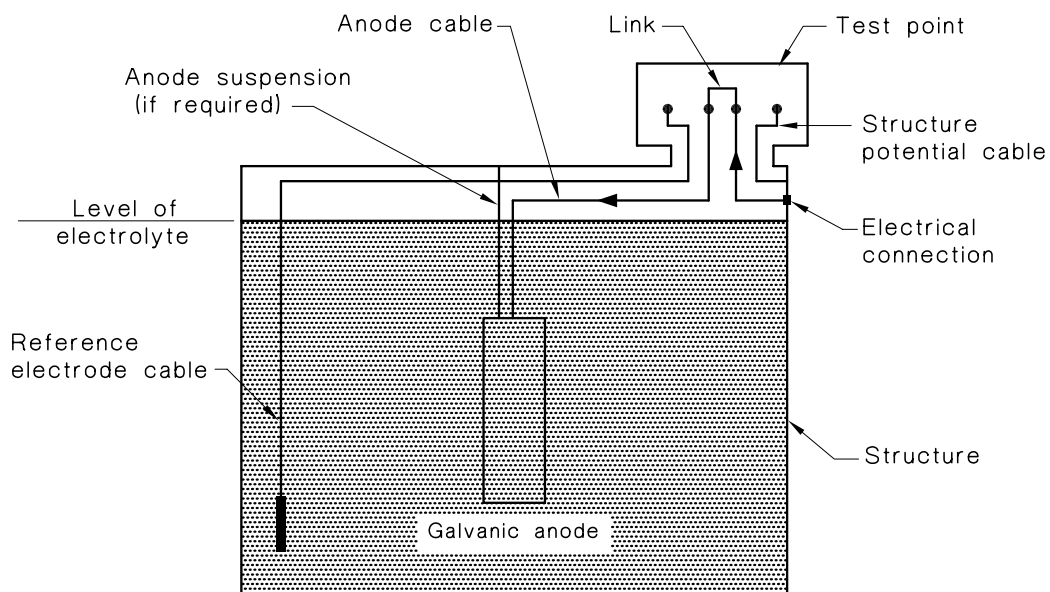 Anode cable
Link
Test point
Anode suspension
(if required)
Structure
potential cable
Level of
electrolyte
Electrical
connection
Reference
electrode cable
Structure
Galvanic anode